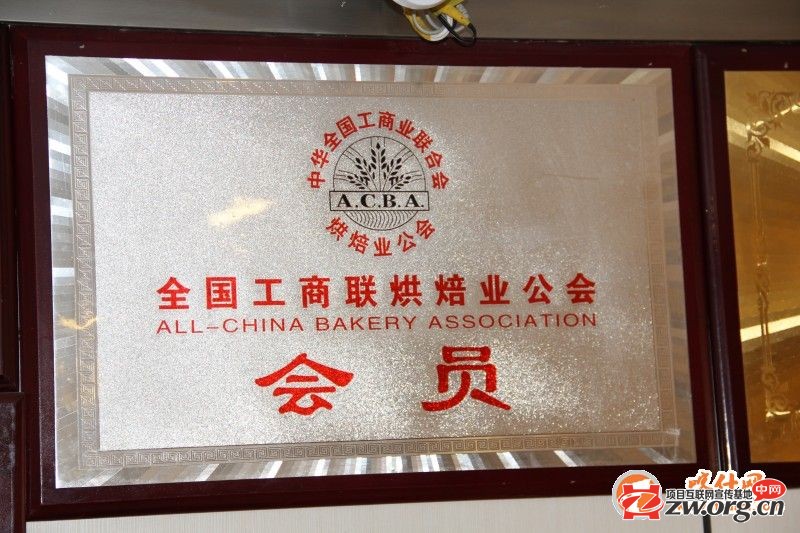 中华全国工商业联合会
A.C.B.A.
烘焙业公会
全国工商联烘焙业公会
ALL-CHINA BAKERY ASSOCIATION
会员
项目互联网宣传基地
中网
zw.org.cn